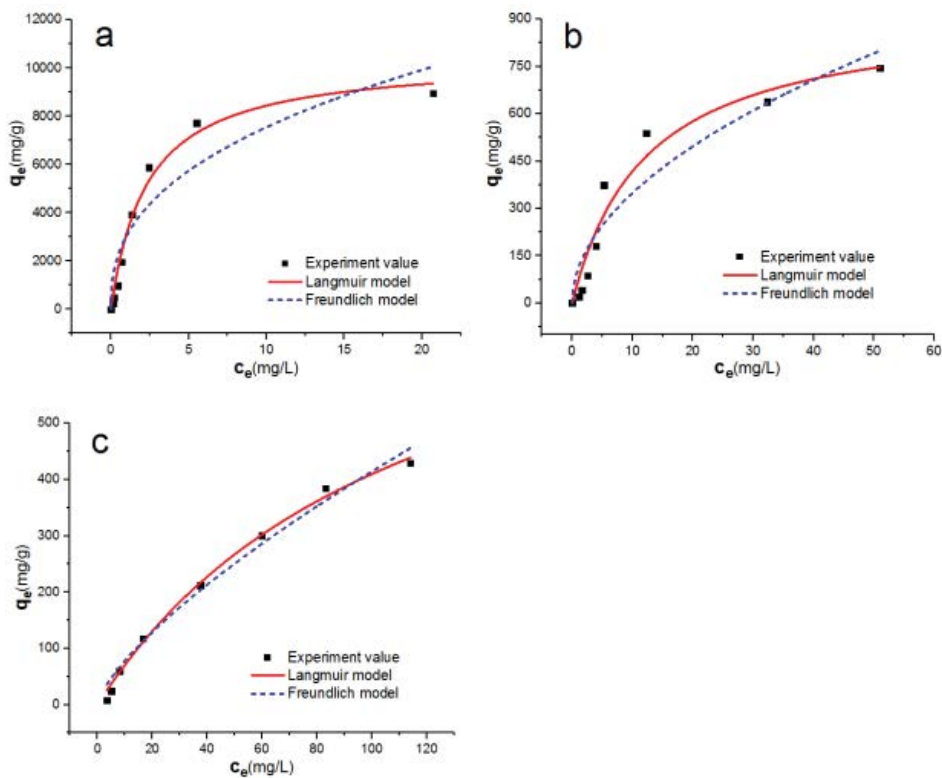 a
12000
10000
8000
6000
4000
2000
0
qe(mg/g)
Experiment value
Langmuir model
Freundlich model
0 5 10 15 20
ce(mg/L)
b
900
750
600
450
300
150
0
qe(mg/g)
Experiment value
Langmuir model
Freundlich model
0 10 20 30 40 50 60
ce(mg/L)
c
500
400
300
200
100
0
qe(mg/g)
Experiment value
Langmuir model
Freundlich model
0 20 40 60 80 100 120
ce(mg/L)